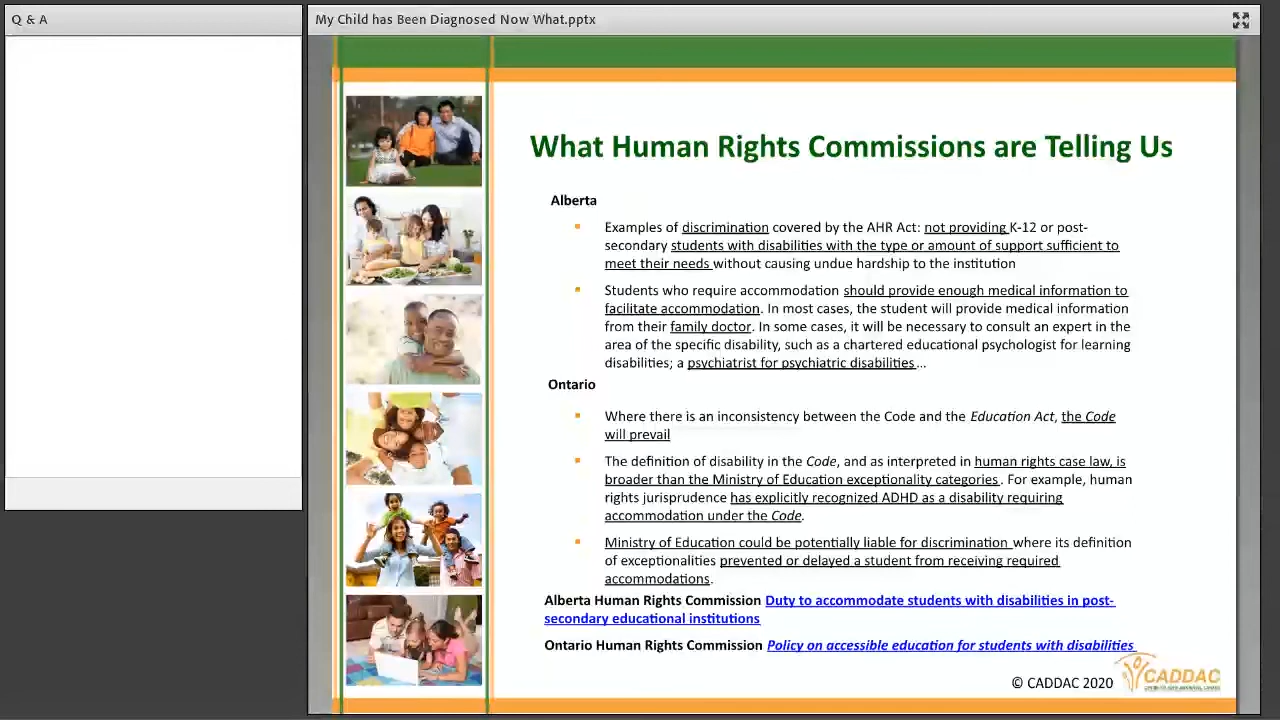 Q & A
My Child has Been Diagnosed Now What.pptx
What Human Rights Commissions are Telling Us
Alberta
Examples of discrimination covered by the AHR Act: not providing K-12 or post-
secondary students with disabilities with the type or amount of support sufficient to
meet their needs without causing undue hardship to the institution
Students who require accommodation should provide enough medical information to
facilitate accommodation. In most cases, the student will provide medical information
from their family doctor. In some cases, it will be necessary to consult an expert in the
area of the specific disability, such as a chartered educational psychologist for learning
disabilities; a psychiatrist for psychiatric disabilities...
Ontario
Where there is an inconsistency between the Code and the Education Act, the Code
will prevail
The definition of disability in the Code, and as interpreted in human rights case law, is
broader than the Ministry of Education exceptionality categories. For example, human
rights jurisprudence has explicitly recognized ADHD as a disability requiring
accommodation under the Code.
Ministry of Education could be potentially liable for discrimination where its definition
of exceptionalities prevented or delayed a student from receiving required
accommodations.
Alberta Human Rights Commission Duty to accommodate students with disabilities in post-
secondary educational institutions
Ontario Human Rights Commission Policy on accessible education for students with disabilities
© CADDAC 2020
CADDAC